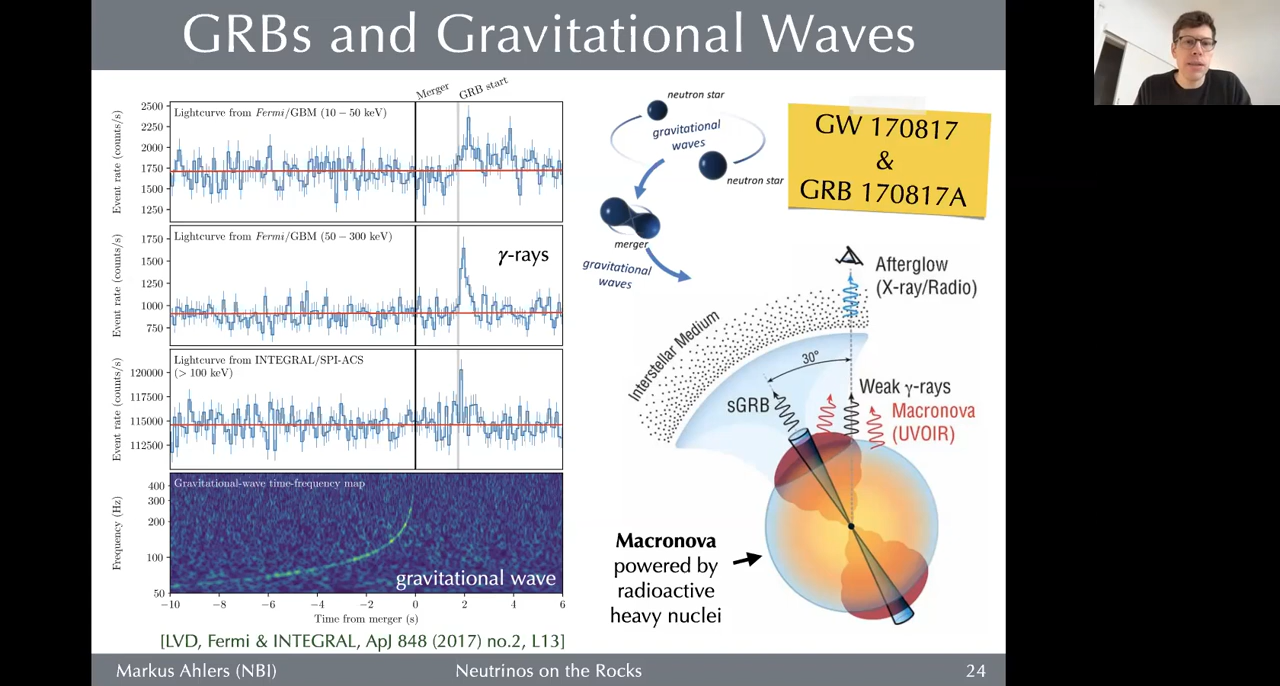 GRBs and Gravitational Waves
Merger
GRB start
Lightcurve from Fermi/GBM (10 − 50 keV)
Event rate (counts/s)
2500
2250
2000
1750
1500
1250
Lightcurve from Fermi/GBM (50 − 300 keV)
γ-rays
Event rate (counts/s)
1750
1500
1250
1000
750
Lightcurve from INTEGRAL/SPI-ACS
(> 100 keV)
Event rate (counts/s)
120000
117500
115000
112500
Gravitational-wave time-frequency map
gravitational wave
Frequency (Hz)
400
300
200
100
50
−10 −8 −6 −4 −2 0 2 4 6
Time from merger (s)
[LVD, Fermi & INTEGRAL, ApJ 848 (2017) no.2, L13]
neutron star
gravitational
waves
neutron star
merger
gravitational
waves
GW 170817
&
GRB 170817A
Afterglow
(X-ray/Radio)
Interstellar Medium
30°
sGRB
Weak γ-rays
Macronova
(UVOIR)
Macronova
powered by
radioactive
heavy nuclei
Markus Ahlers (NBI)
Neutrinos on the Rocks
24